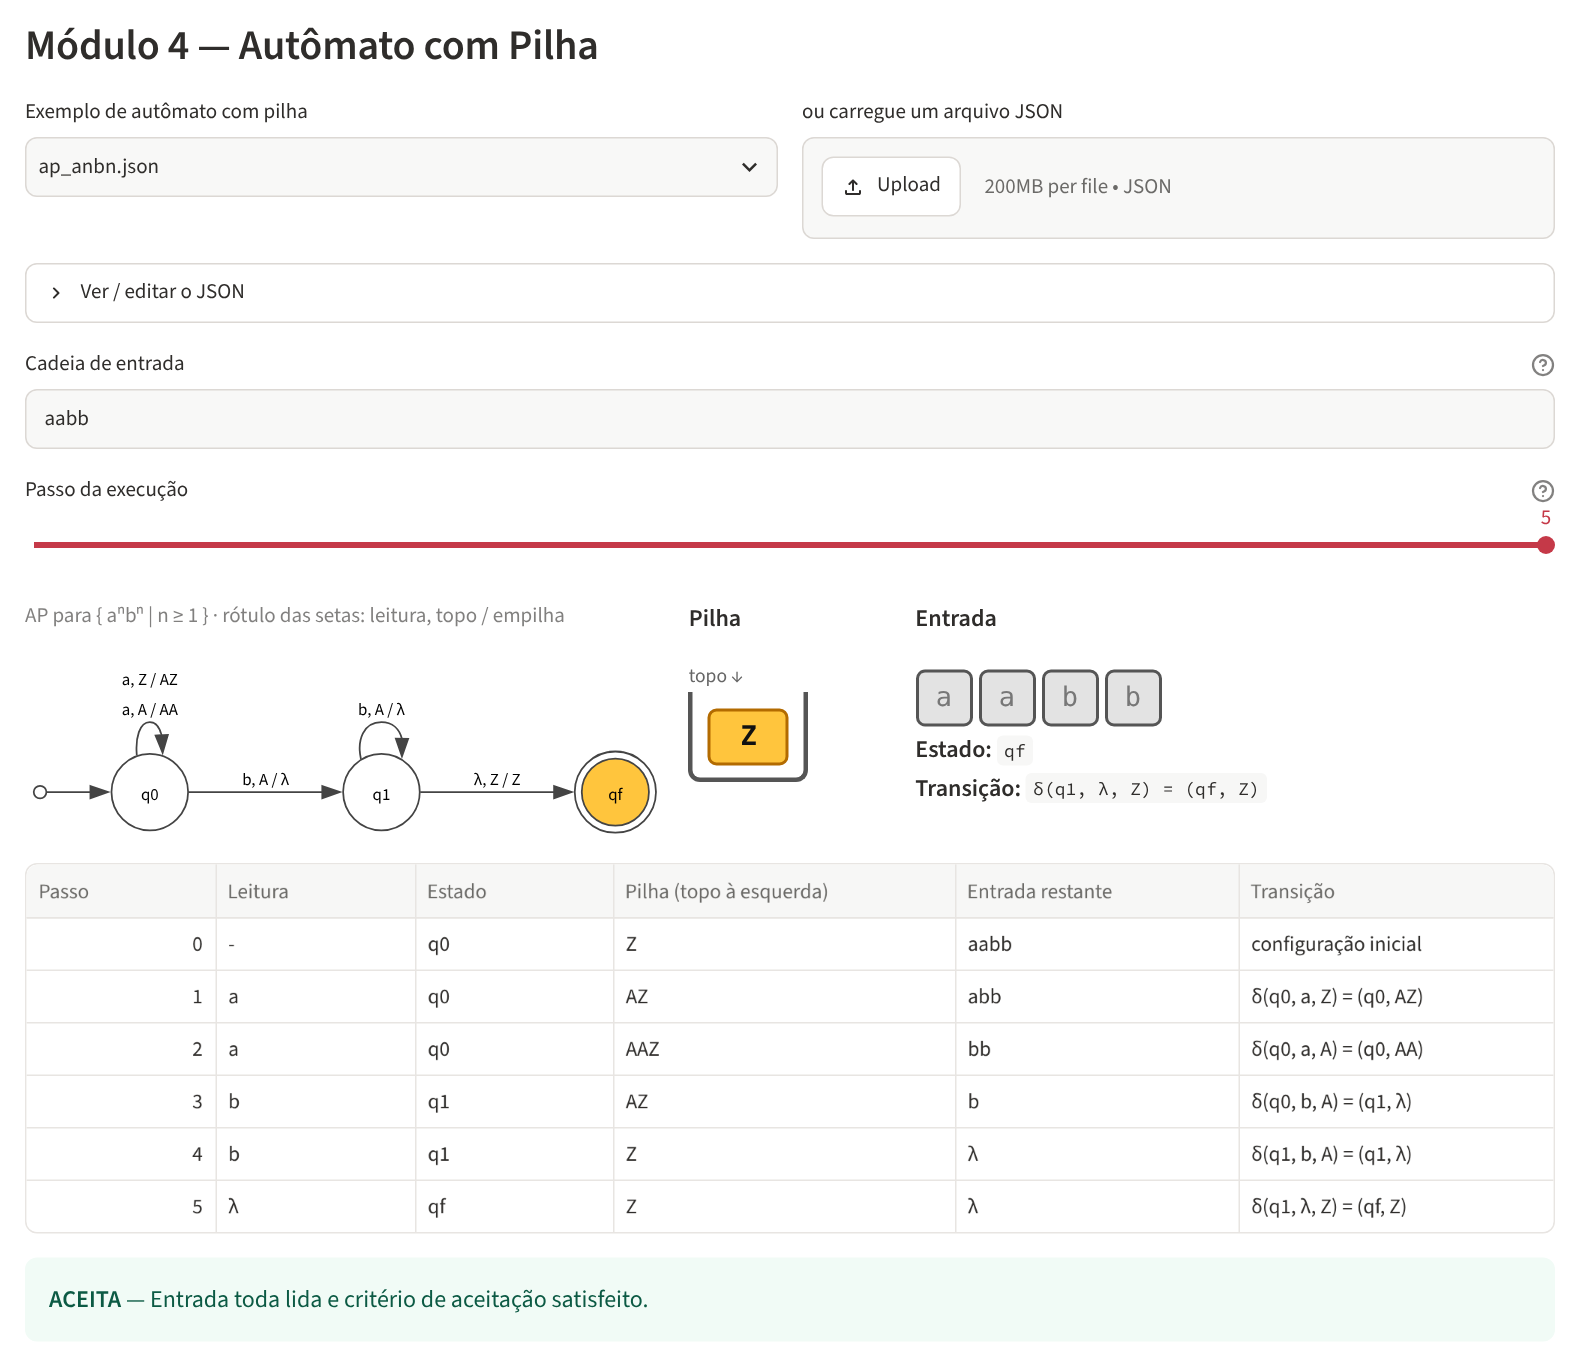 Módulo 4 — Autômato com Pilha
Exemplo de autômato com pilha
ou carregue um arquivo JSON
ap_anbn.json
Upload
200MB per file • JSON
Ver / editar o JSON
Cadeia de entrada
aabb
Passo da execução
5
AP para { aⁿbⁿ | n ≥ 1 } · rótulo das setas: leitura, topo / empilha
a, Z / AZ
a, A / AA
b, A / λ
b, A / λ
λ, Z / Z
q0
q1
qf
Pilha
topo ↓
Z
Entrada
a a b b
Estado: qf
Transição: δ(q1, λ, Z) = (qf, Z)
Passo Leitura Estado Pilha (topo à esquerda) Entrada restante Transição
0 - q0 Z aabb configuração inicial
1 a q0 AZ abb δ(q0, a, Z) = (q0, AZ)
2 a q0 AAZ bb δ(q0, a, A) = (q0, AA)
3 b q1 AZ b δ(q0, b, A) = (q1, λ)
4 b q1 Z λ δ(q1, b, A) = (q1, λ)
5 λ qf Z λ δ(q1, λ, Z) = (qf, Z)
ACEITA — Entrada toda lida e critério de aceitação satisfeito.